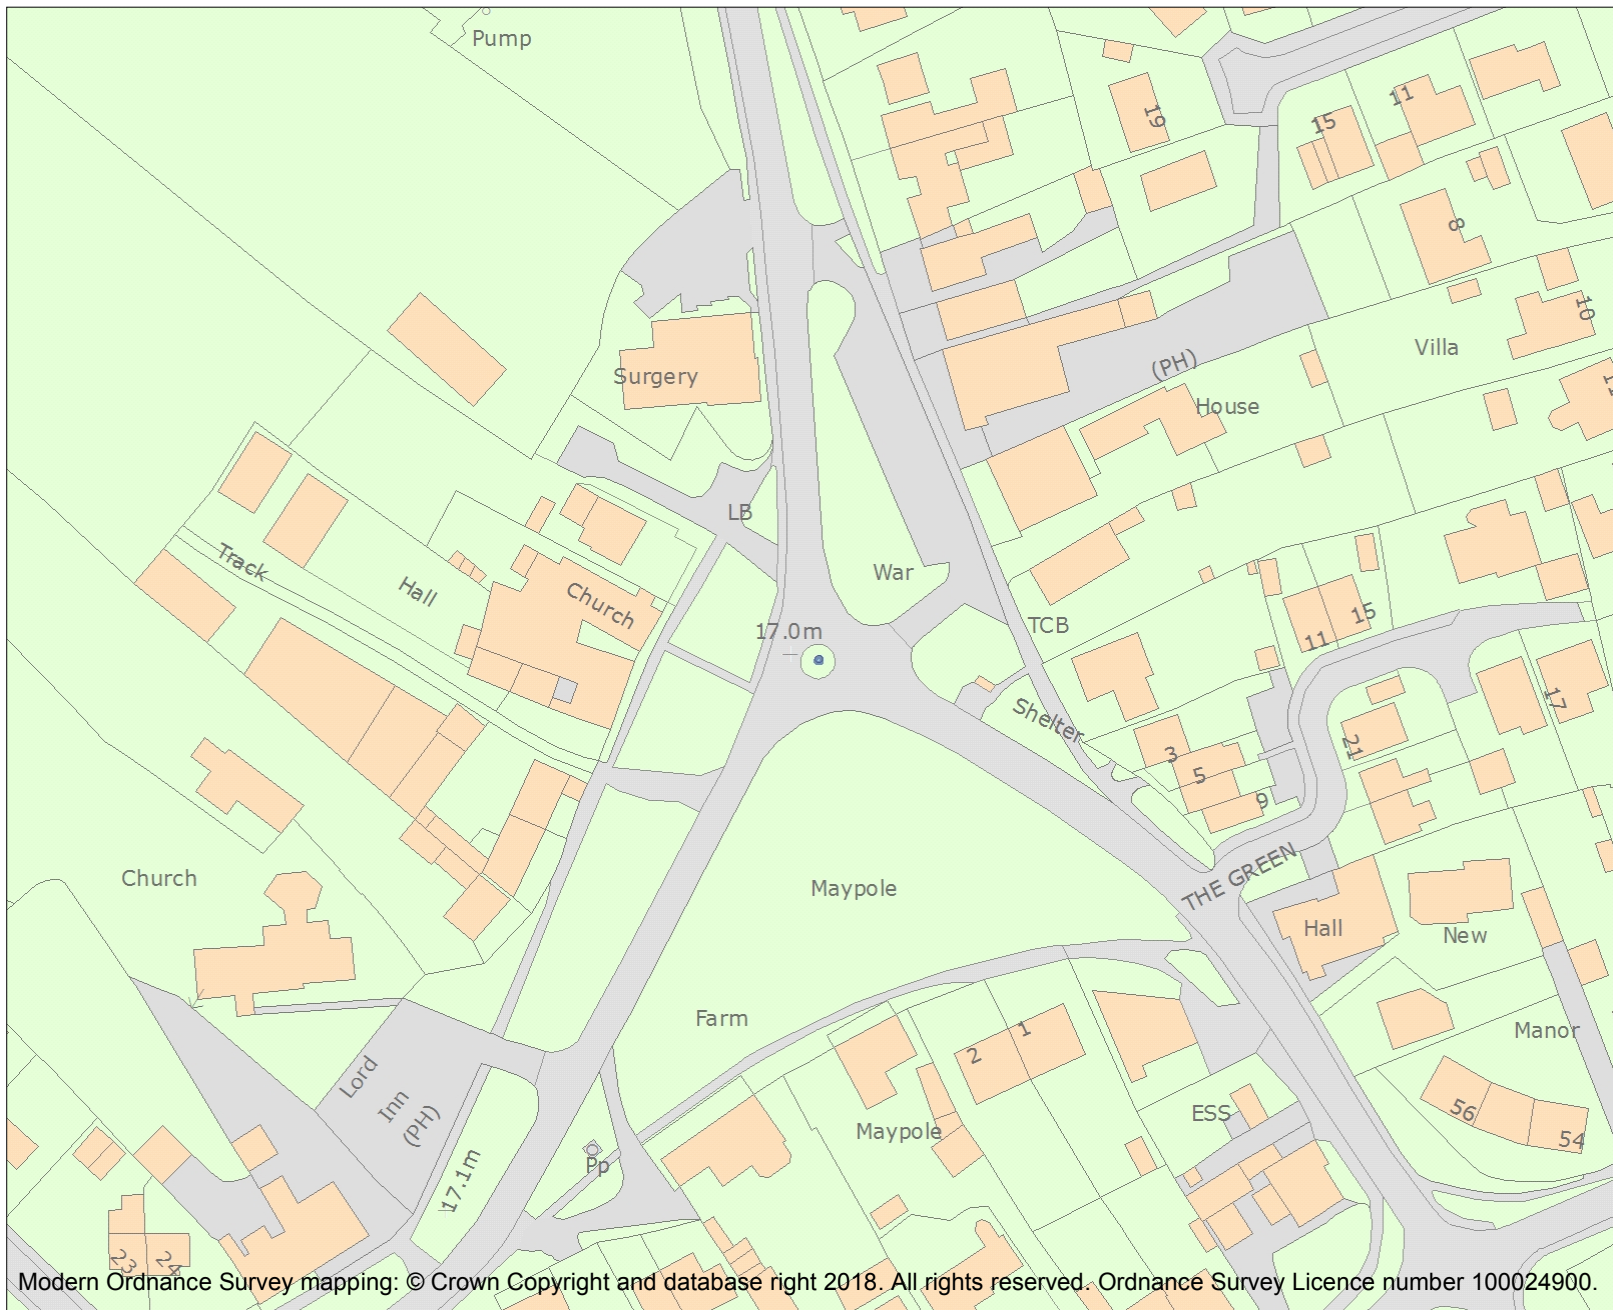 Pump
19
11
15
8
10
Villa
(PH)
House
Surgery
LB
War
Track
Hall
Church
17.0m
TCB
15
11
Shelter
17
21
3
5
9
THE GREEN
Church
Maypole
Hall
New
Farm
Manor
Lord
Inn
(PH)
2
1
ESS
Maypole
56
54
Pp
17.1m
23
24
Modern Ordnance Survey mapping: © Crown Copyright and database right 2018. All rights reserved. Ordnance Survey Licence number 100024900.